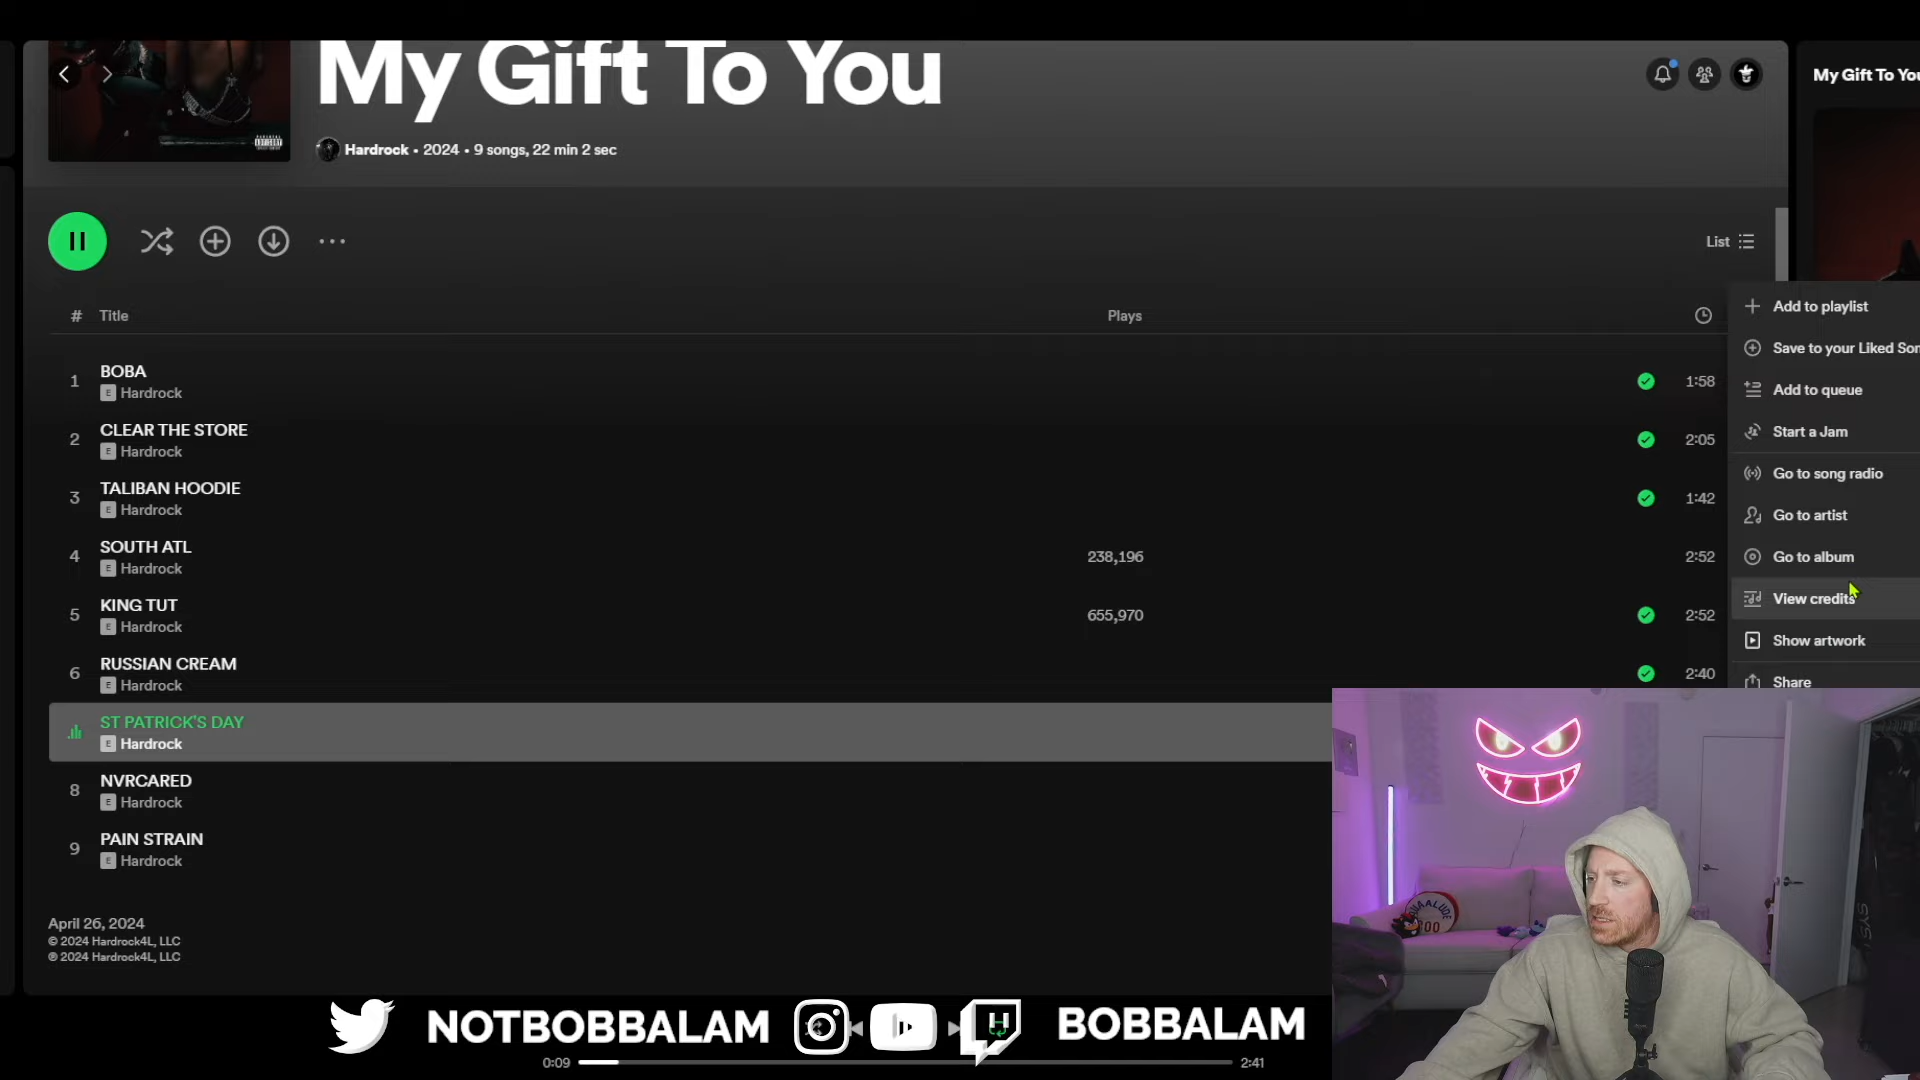 My Gift To You
My Gift To You
Hardrock • 2024 • 9 songs, 22 min 2 sec
List
# Title Plays
1 BOBA 1:58
E Hardrock
2 CLEAR THE STORE 2:05
E Hardrock
3 TALIBAN HOODIE 1:42
E Hardrock
4 SOUTH ATL 238,196 2:52
E Hardrock
5 KING TUT 655,970 2:52
E Hardrock
6 RUSSIAN CREAM 2:40
E Hardrock
ST PATRICK'S DAY
E Hardrock
8 NVRCARED
E Hardrock
9 PAIN STRAIN
E Hardrock
April 26, 2024
© 2024 Hardrock4L, LLC
℗ 2024 Hardrock4L, LLC
Add to playlist
Save to your Liked Son
Add to queue
Start a Jam
Go to song radio
Go to artist
Go to album
View credits
Show artwork
Share
NOTBOBBALAM BOBBALAM
0:09 2:41